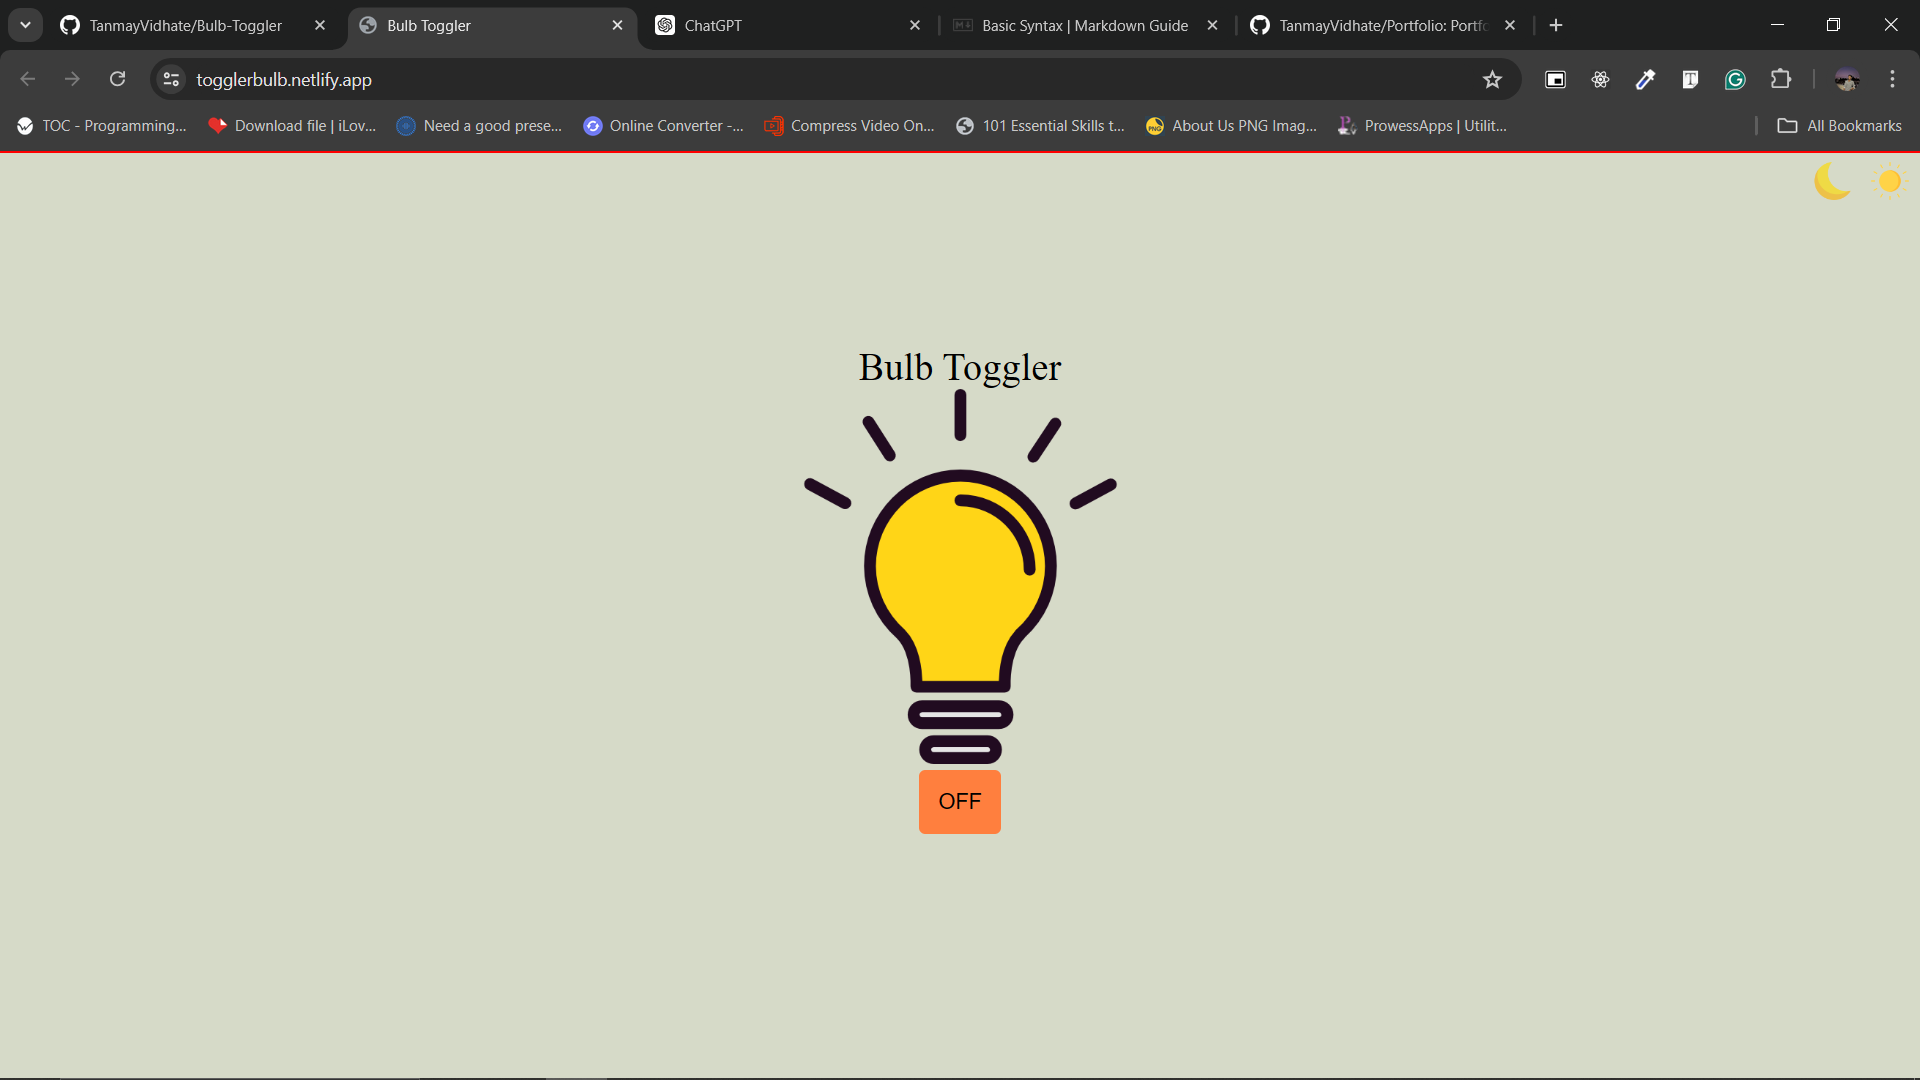 TanmayVidhate/Bulb-Toggler
Bulb Toggler
ChatGPT
Basic Syntax | Markdown Guide
TanmayVidhate/Portfolio: Portfo
togglerbulb.netlify.app
TOC - Programming...
Download file | iLov...
Need a good prese...
Online Converter -...
Compress Video On...
101 Essential Skills t...
PNG
About Us PNG Imag...
ProwessApps | Utilit...
All Bookmarks
Bulb Toggler
OFF